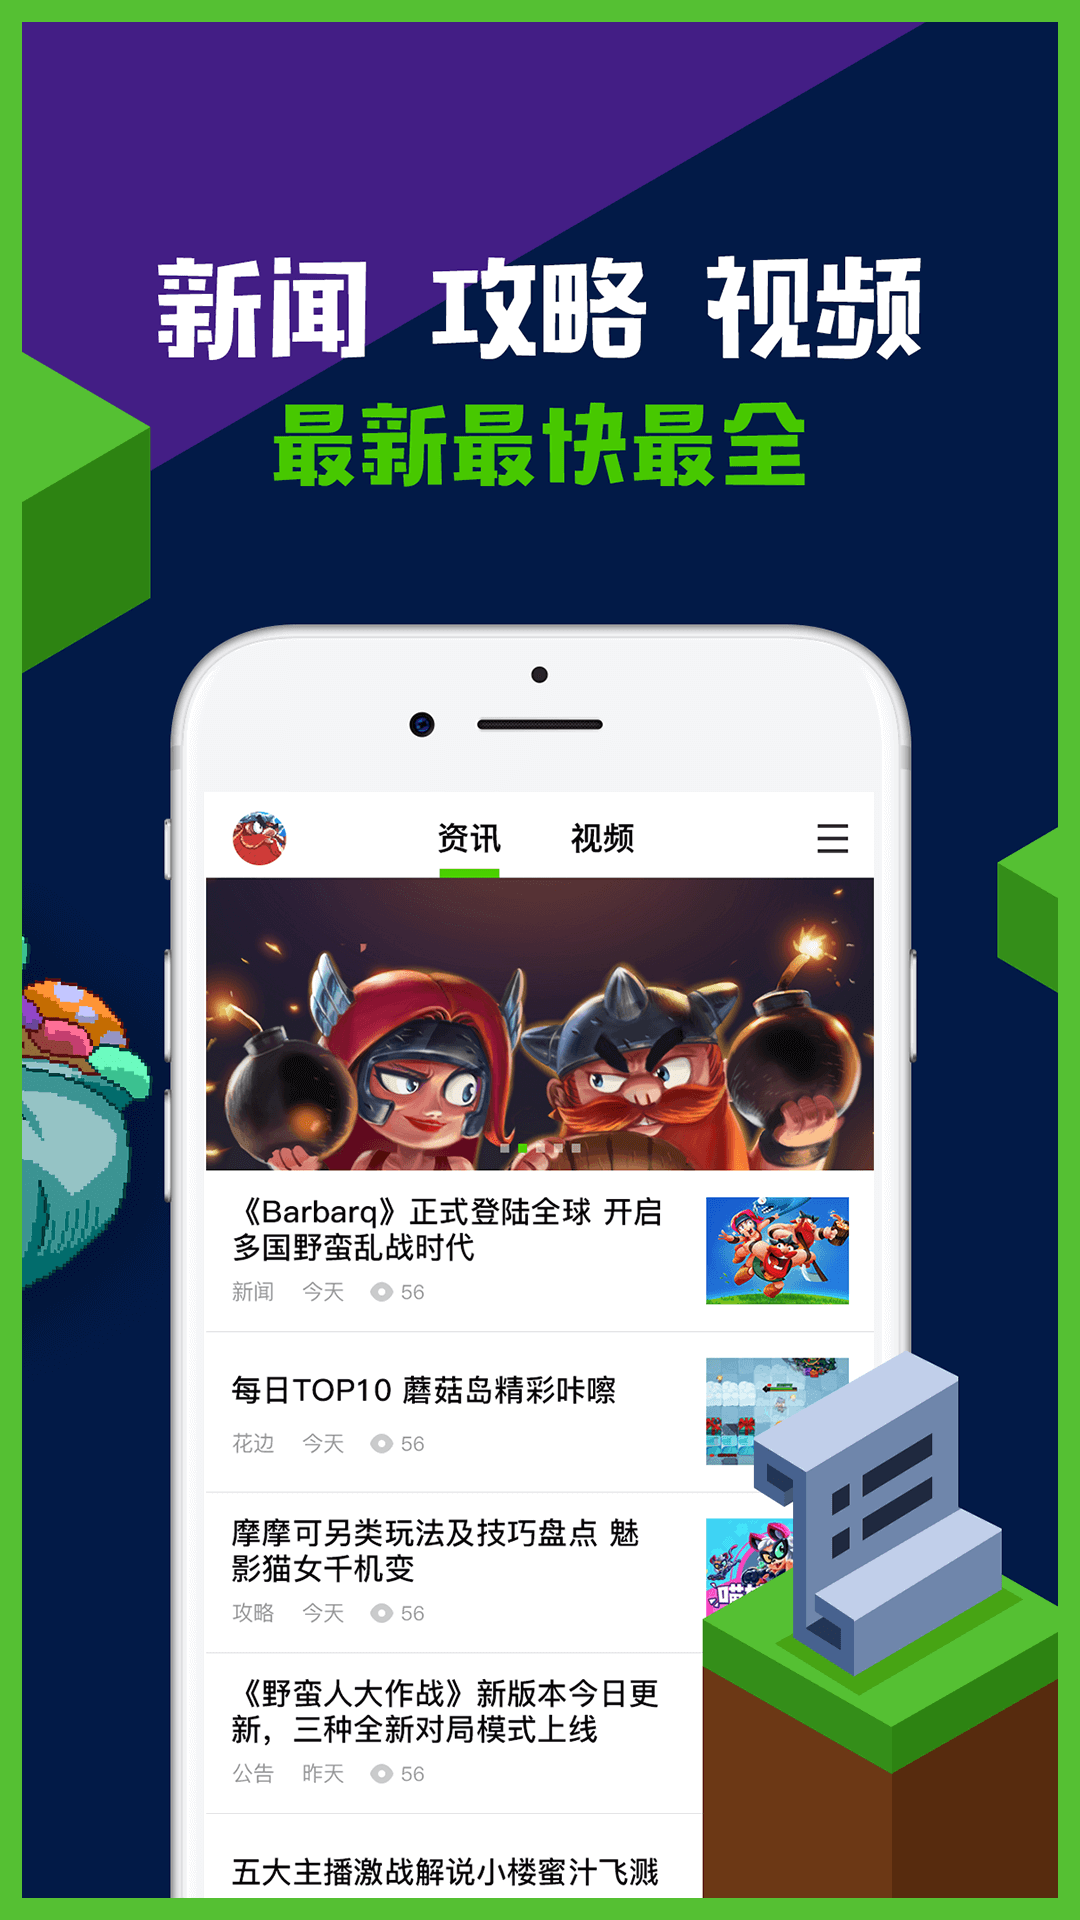 新闻 攻略 视频
最新最快最全
资讯 视频
《Barbarq》正式登陆全球 开启
多国野蛮乱战时代
新闻 今天 56
每日TOP10 蘑菇岛精彩咔嚓
花边 今天 56
摩摩可另类玩法及技巧盘点 魅
影猫女千机变
攻略 今天 56
喵
《野蛮人大作战》新版本今日更
新，三种全新对局模式上线
公告 昨天 56
五大主播激战解说小楼蜜汁飞溅